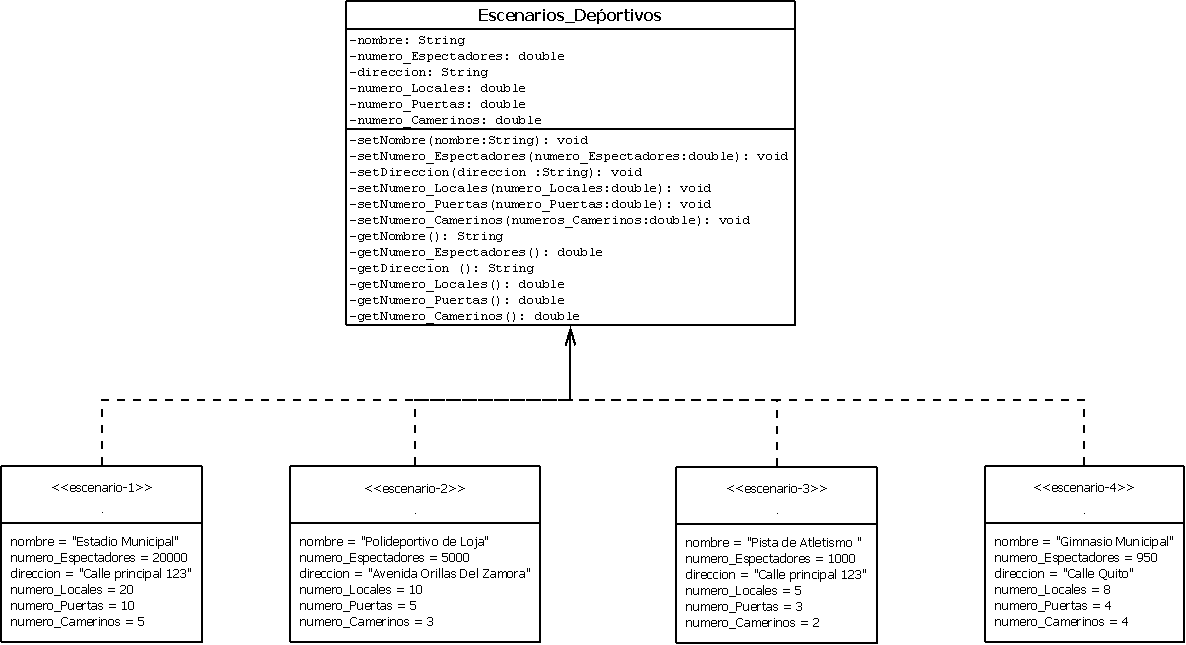 Escenarios_Deportivos
-nombre: String
-numero_Espectadores: double
-direccion: String
-numero_Locales: double
-numero_Puertas: double
-numero_Camerinos: double
-setNombre(nombre:String): void
-setNumero_Espectadores(numero_Espectadores:double): void
-setDireccion(direccion :String): void
-setNumero_Locales(numero_Locales:double): void
-setNumero_Puertas(numero_Puertas:double): void
-setNumero_Camerinos(numeros_Camerinos:double): void
-getNombre(): String
-getNumero_Espectadores(): double
-getDireccion (): String
-getNumero_Locales(): double
-getNumero_Puertas(): double
-getNumero_Camerinos(): double
<<escenario-1>>
.
nombre = "Estadio Municipal"
numero_Espectadores = 20000
direccion = "Calle principal 123"
numero_Locales = 20
numero_Puertas = 10
numero_Camerinos = 5
<<escenario-2>>
.
nombre = "Polideportivo de Loja"
numero_Espectadores = 5000
direccion = "Avenida Orillas Del Zamora"
numero_Locales = 10
numero_Puertas = 5
numero_Camerinos = 3
<<escenario-3>>
.
nombre = "Pista de Atletismo "
numero_Espectadores = 1000
direccion = "Calle principal 123"
numero_Locales = 5
numero_Puertas = 3
numero_Camerinos = 2
<<escenario-4>>
.
nombre = "Gimnasio Municipal"
numero_Espectadores = 950
direccion = "Calle Quito"
numero_Locales = 8
numero_Puertas = 4
numero_Camerinos = 4